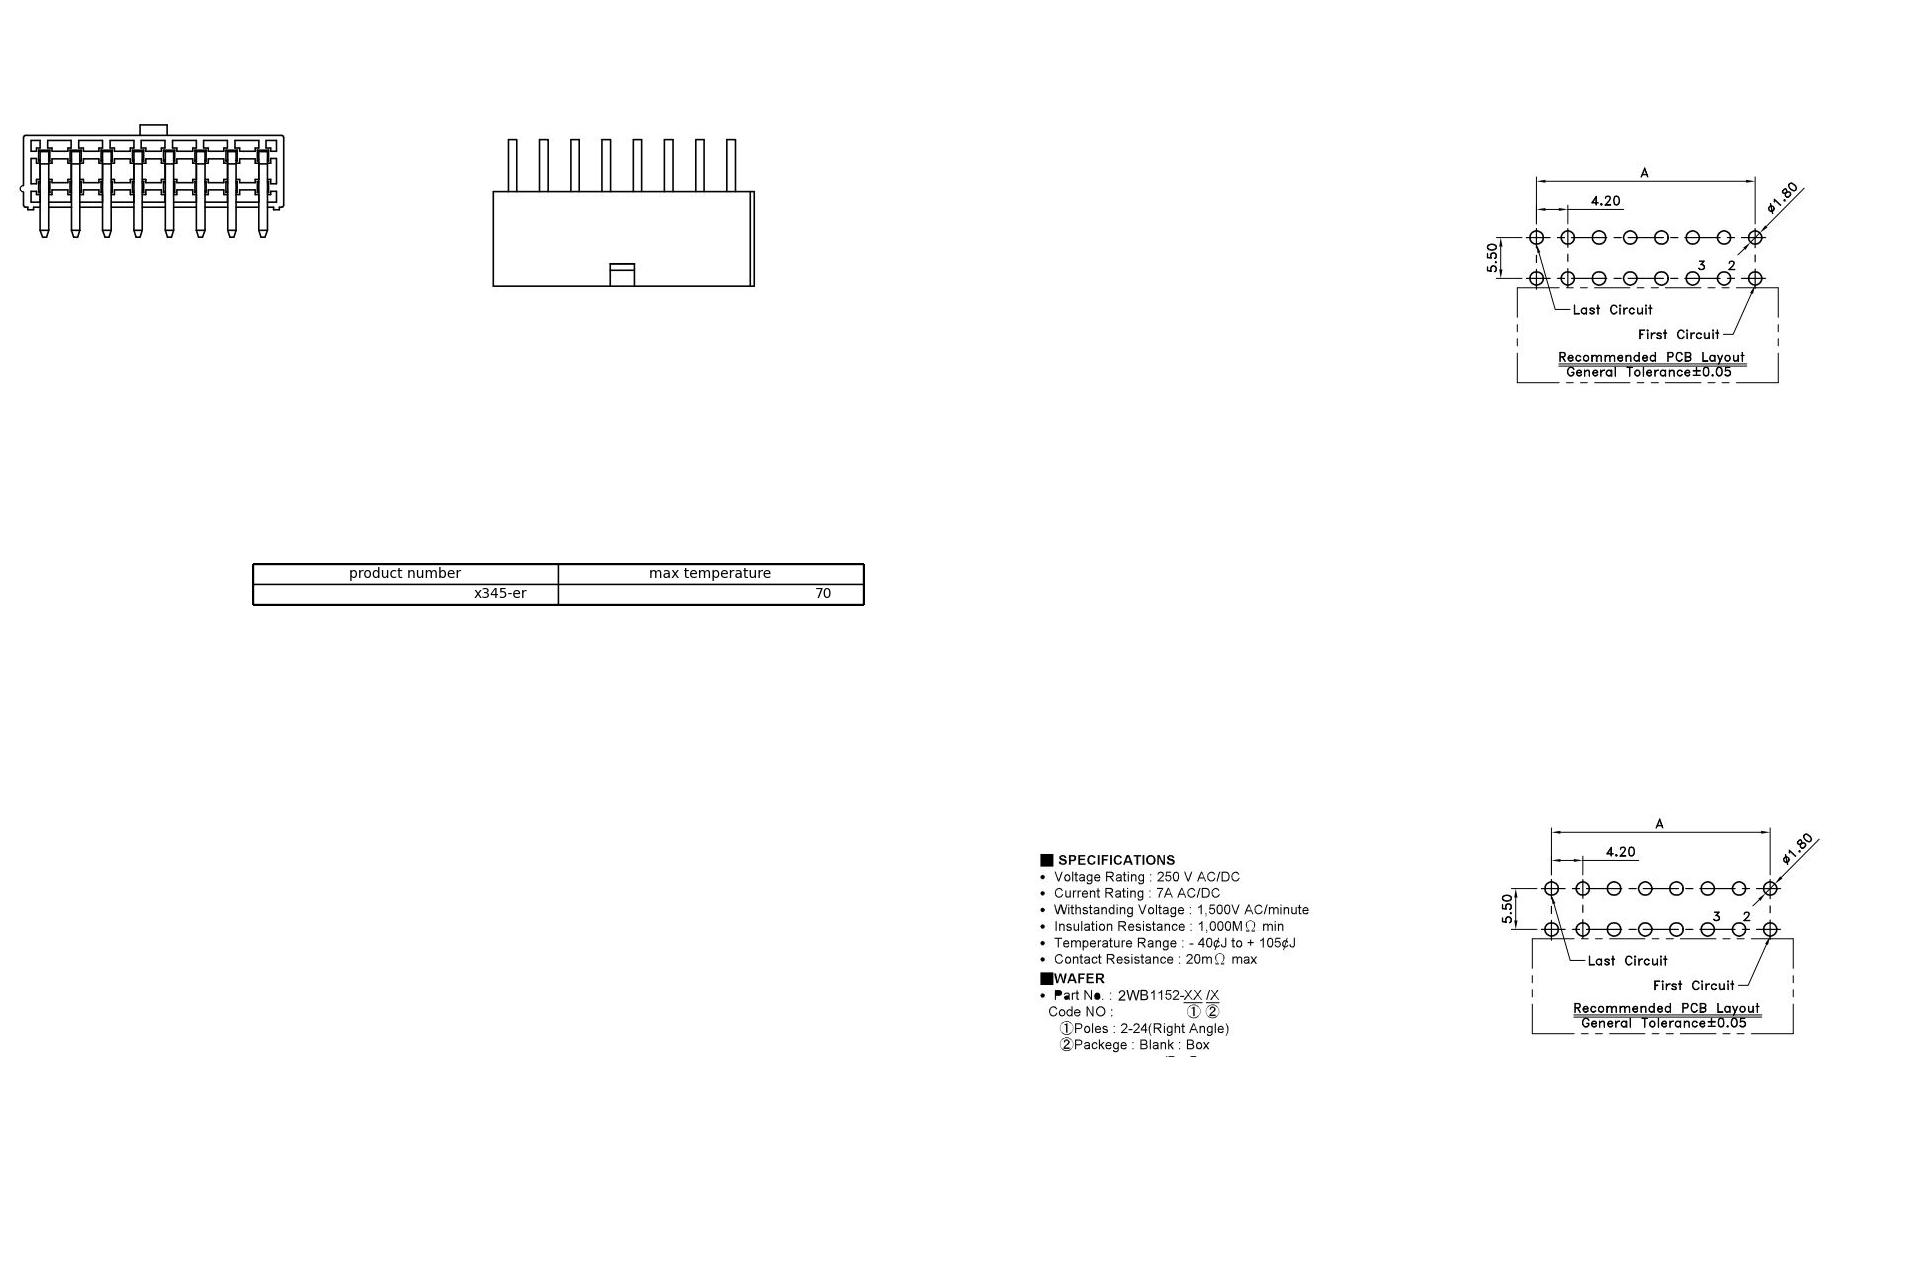 A
4.20
ø1.80
5.50
3 2
Last Circuit
First Circuit
Recommended PCB Layout
General Tolerance±0.05
product number max temperature
x345-er 70
■ SPECIFICATIONS
• Voltage Rating : 250 V AC/DC
• Current Rating : 7A AC/DC
• Withstanding Voltage : 1,500V AC/minute
• Insulation Resistance : 1,000MΩ min
• Temperature Range : - 40¢J to + 105¢J
• Contact Resistance : 20mΩ max
■WAFER
• Part No. : 2WB1152-XX /X
Code NO : ① ②
①Poles : 2-24(Right Angle)
②Packege : Blank : Box
A
4.20
ø1.80
5.50
3 2
Last Circuit
First Circuit
Recommended PCB Layout
General Tolerance±0.05